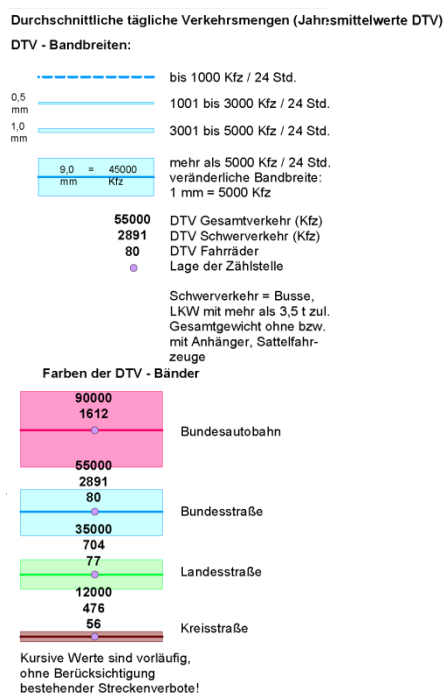 Durchschnittliche tägliche Verkehrsmengen (Jahresmittelwerte DTV)
DTV - Bandbreiten:
bis 1000 Kfz / 24 Std.
0,5 mm
1001 bis 3000 Kfz / 24 Std.
1,0 mm
3001 bis 5000 Kfz / 24 Std.
9,0 = 45000
mm Kfz
mehr als 5000 Kfz / 24 Std.
veränderliche Bandbreite:
1 mm = 5000 Kfz
55000 DTV Gesamtverkehr (Kfz)
2891 DTV Schwerverkehr (Kfz)
80 DTV Fahrräder
Lage der Zählstelle
Schwerverkehr = Busse,
LKW mit mehr als 3,5 t zul.
Gesamtgewicht ohne bzw.
mit Anhänger, Sattelfahr-
zeuge
Farben der DTV - Bänder
90000
1612
Bundesautobahn
55000
2891
80
Bundesstraße
35000
704
77
Landesstraße
12000
476
56
Kreisstraße
Kursive Werte sind vorläufig,
ohne Berücksichtigung
bestehender Streckenverbote!